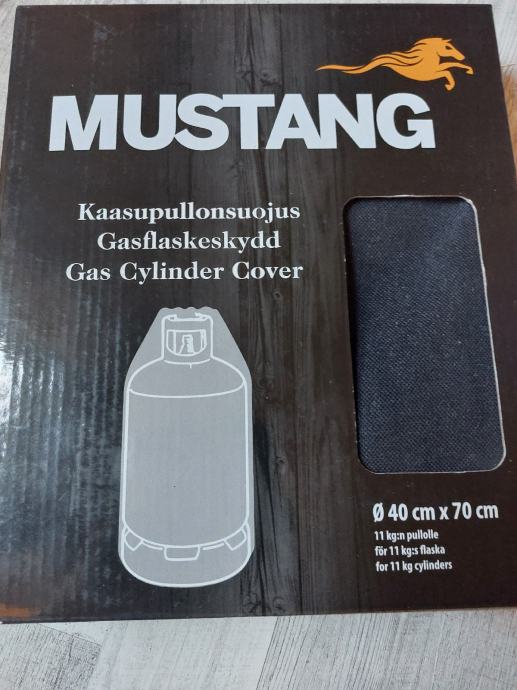 MUSTANG
Kaasupullonsuojus
Gasflaskeskydd
Gas Cylinder Cover
Ø 40 cm x 70 cm
11 kg:n pullolle
för 11 kg:s flaska
for 11 kg cylinders